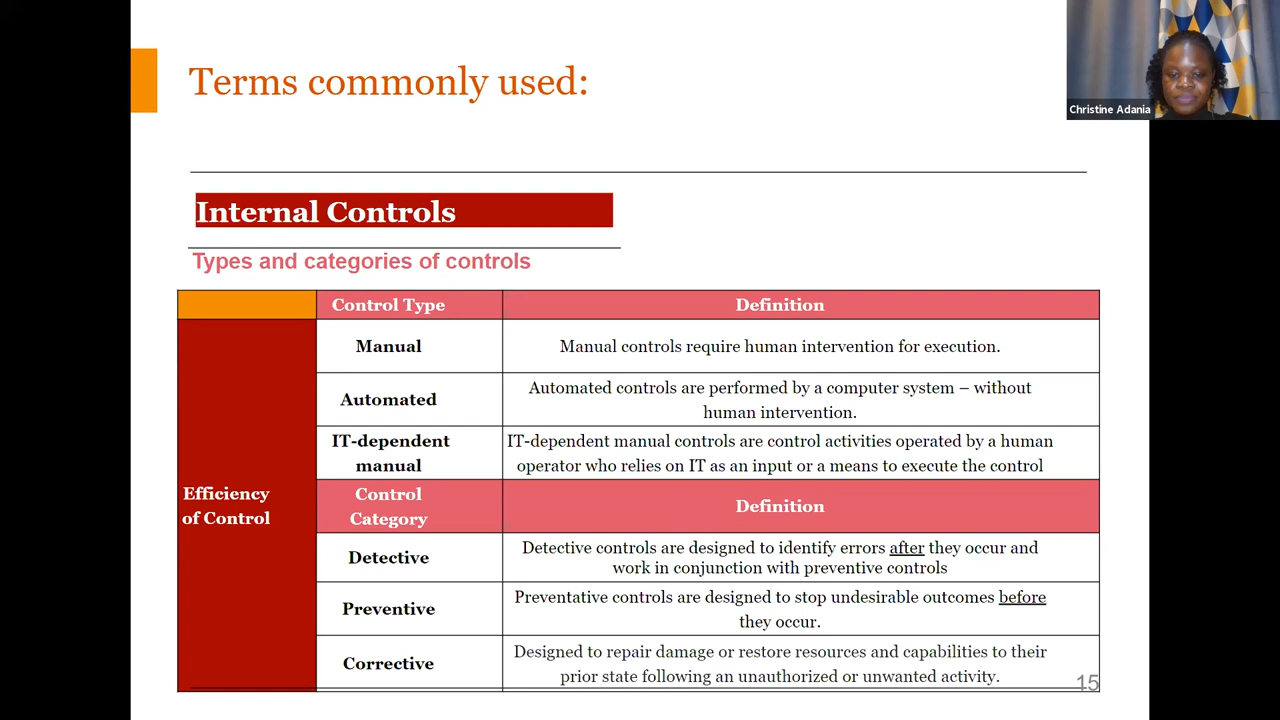 Terms commonly used:
Christine Adania
Internal Controls
Types and categories of controls
Control Type
Definition
Manual
Manual controls require human intervention for execution.
Automated
Automated controls are performed by a computer system – without
human intervention.
IT-dependent
manual
IT-dependent manual controls are control activities operated by a human
operator who relies on IT as an input or a means to execute the control
Efficiency
of Control
Control
Category
Definition
Detective
Detective controls are designed to identify errors after they occur and
work in conjunction with preventive controls
Preventive
Preventative controls are designed to stop undesirable outcomes before
they occur.
Corrective
Designed to repair damage or restore resources and capabilities to their
prior state following an unauthorized or unwanted activity.
15